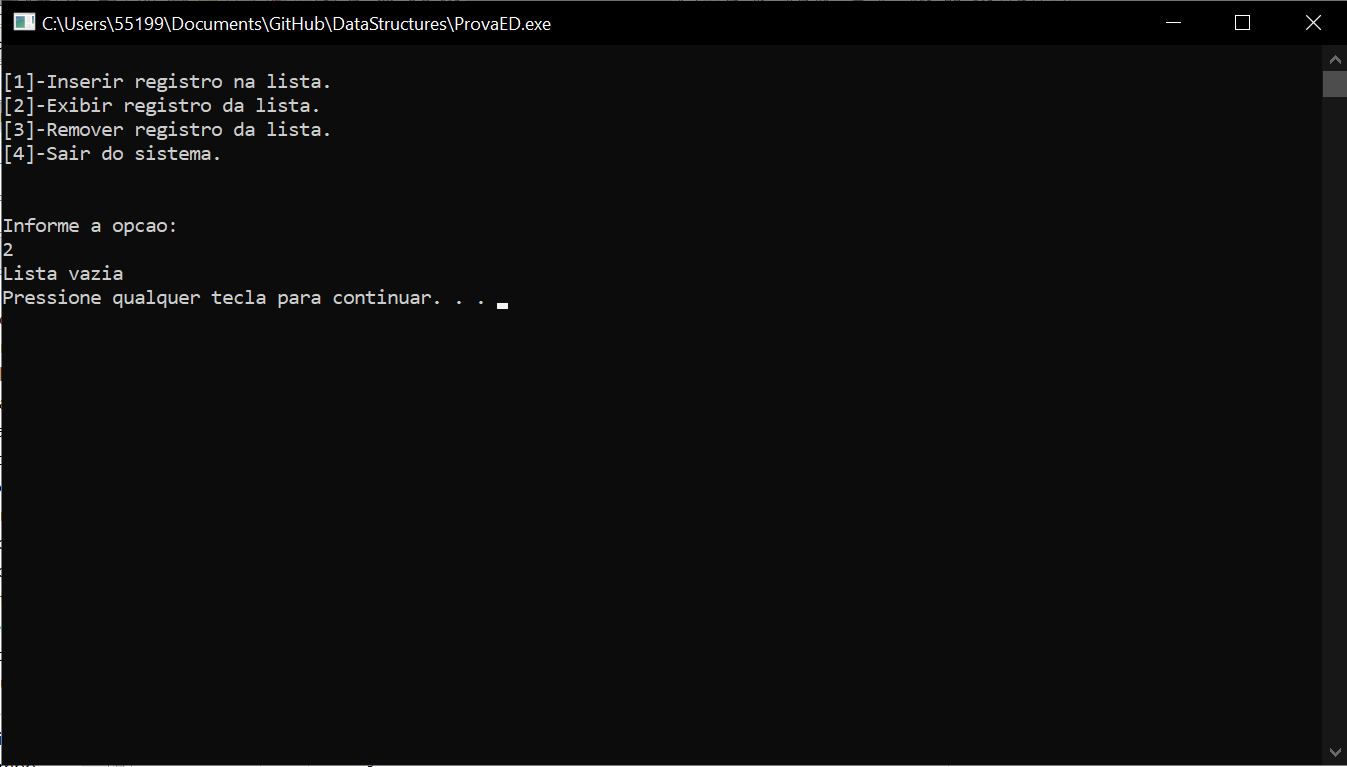 C:\Users\55199\Documents\GitHub\DataStructures\ProvaED.exe
[1]-Inserir registro na lista.
[2]-Exibir registro da lista.
[3]-Remover registro da lista.
[4]-Sair do sistema.
Informe a opcao:
2
Lista vazia
Pressione qualquer tecla para continuar. . .